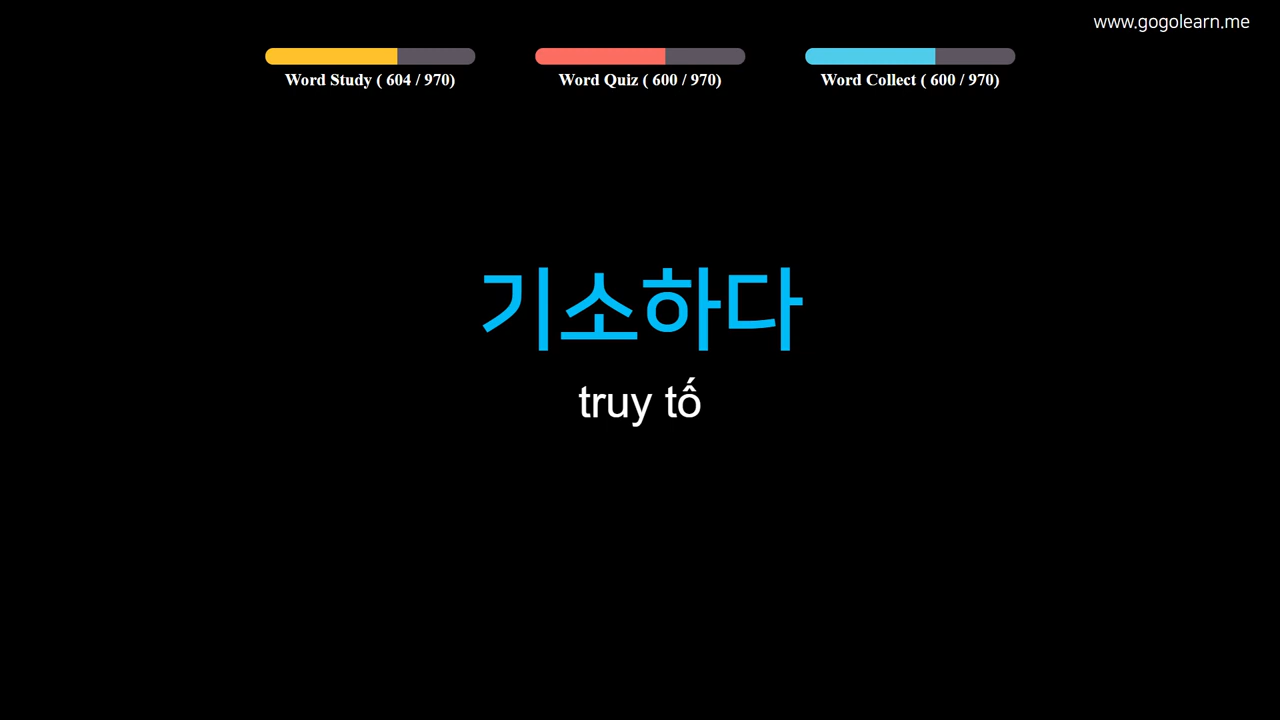 www.gogolearn.me
Word Study ( 604 / 970)
Word Quiz ( 600 / 970)
Word Collect ( 600 / 970)
기소하다
truy tố